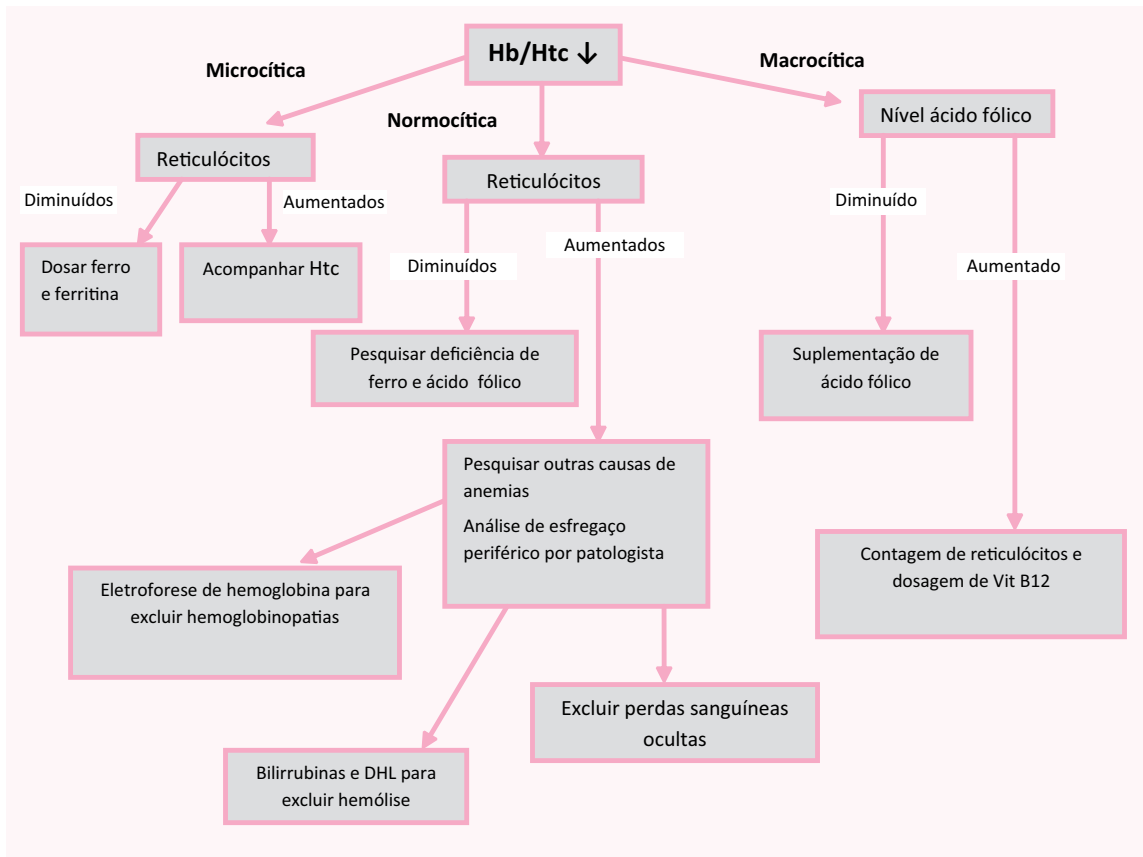 Hb/Htc ↓
Microcítica
Macrocítica
Normocítica
Nível ácido fólico
Reticulócitos
Reticulócitos
Diminuídos
Aumentados
Diminuído
Aumentados
Diminuídos
Aumentado
Dosar ferro
e ferritina
Acompanhar Htc
Pesquisar deficiência de
ferro e ácido fólico
Suplementação de
ácido fólico
Pesquisar outras causas de
anemias
Análise de esfregaço
periférico por patologista
Contagem de reticulócitos e
dosagem de Vit B12
Eletroforese de hemoglobina para
excluir hemoglobinopatias
Excluir perdas sanguíneas
ocultas
Bilirrubinas e DHL para
excluir hemólise